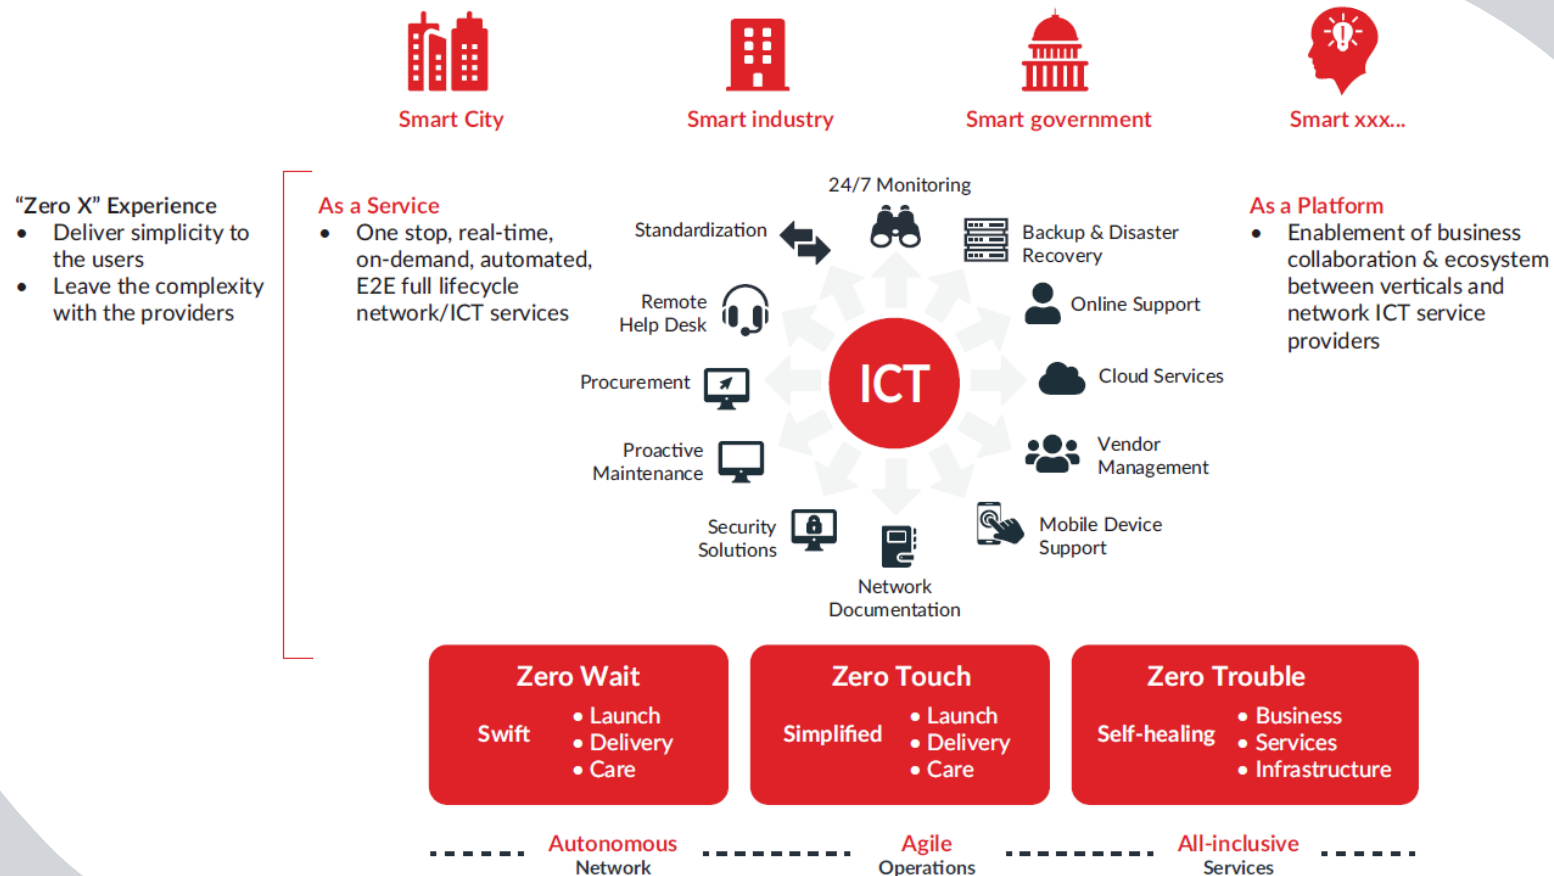 Smart City
Smart industry
Smart government
Smart xxx...
“Zero X” Experience
• Deliver simplicity to
the users
• Leave the complexity
with the providers
As a Service
• One stop, real-time,
on-demand, automated,
E2E full lifecycle
network/ICT services
24/7 Monitoring
Standardization
Backup & Disaster
Recovery
Remote
Help Desk
Online Support
Procurement
ICT
Cloud Services
Proactive
Maintenance
Vendor
Management
Security
Solutions
Mobile Device
Support
Network
Documentation
As a Platform
• Enablement of business
collaboration & ecosystem
between verticals and
network ICT service
providers
Zero Wait
Swift
• Launch
• Delivery
• Care
Zero Touch
Simplified
• Launch
• Delivery
• Care
Zero Trouble
Self-healing
• Business
• Services
• Infrastructure
Autonomous
Network
Agile
Operations
All-inclusive
Services